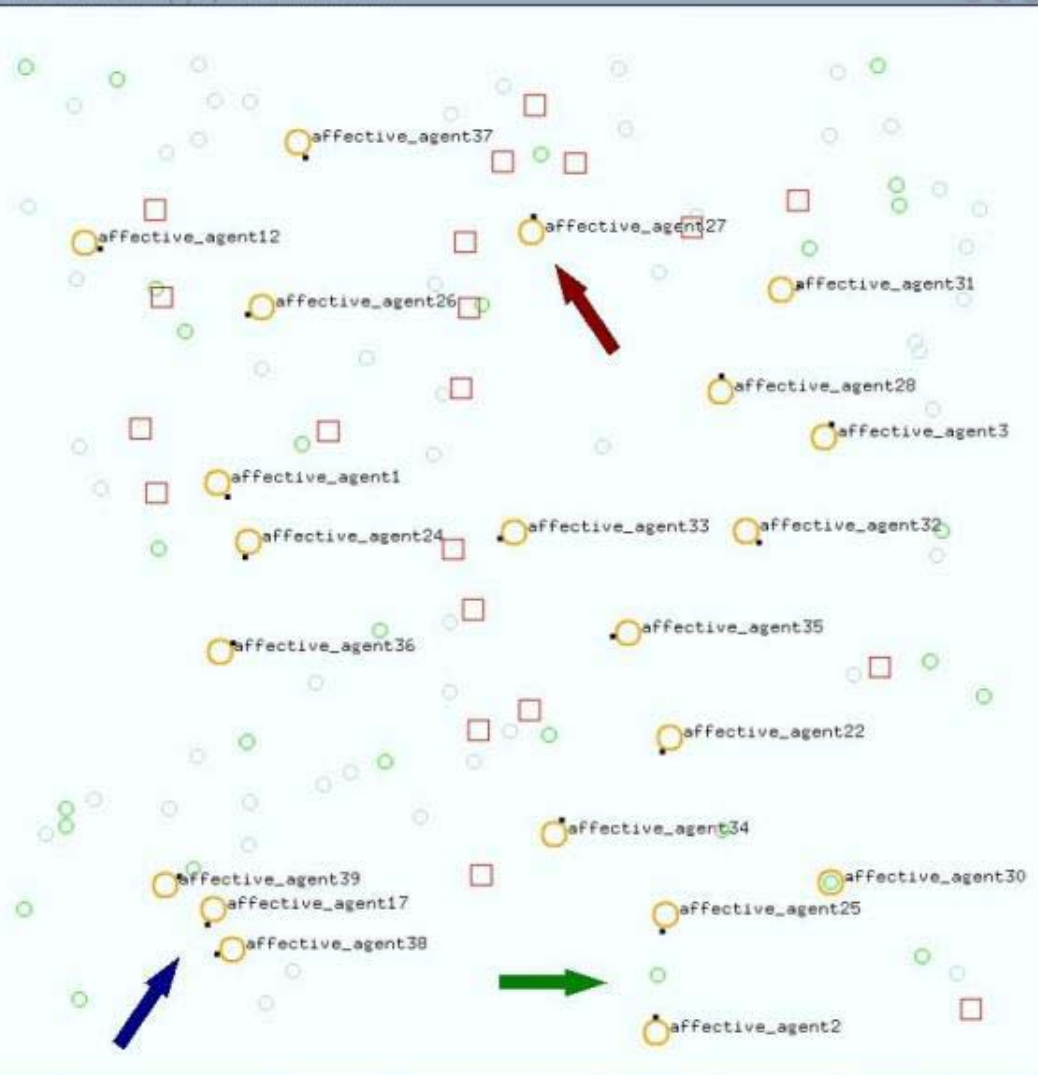 affective_agent37
affective_agent27
affective_agent12
affective_agent31
affective_agent26
affective_agent28
affective_agent3
affective_agent1
affective_agent33
affective_agent32
affective_agent24
affective_agent35
affective_agent36
affective_agent22
affective_agent34
affective_agent30
affective_agent39
affective_agent25
affective_agent17
affective_agent38
affective_agent2